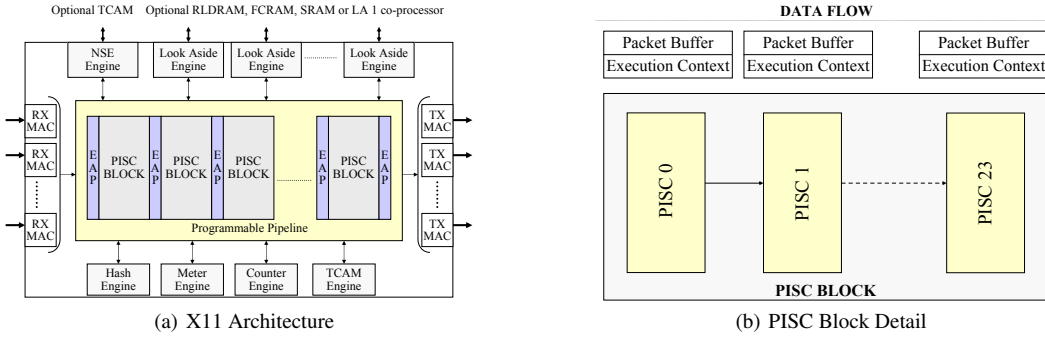 Optional TCAM Optional RLDRAM, FCRAM, SRAM or LA 1 co-processor
NSE Engine
Look Aside Engine
Look Aside Engine
Look Aside Engine
RX MAC
RX MAC
RX MAC
EAP
PISC BLOCK
EAP
PISC BLOCK
EAP
PISC BLOCK
EAP
PISC BLOCK
Programmable Pipeline
TX MAC
TX MAC
TX MAC
Hash Engine
Meter Engine
Counter Engine
TCAM Engine
(a) X11 Architecture
DATA FLOW
Packet Buffer
Execution Context
Packet Buffer
Execution Context
Packet Buffer
Execution Context
PISC 0
PISC 1
PISC 23
PISC BLOCK
(b) PISC Block Detail